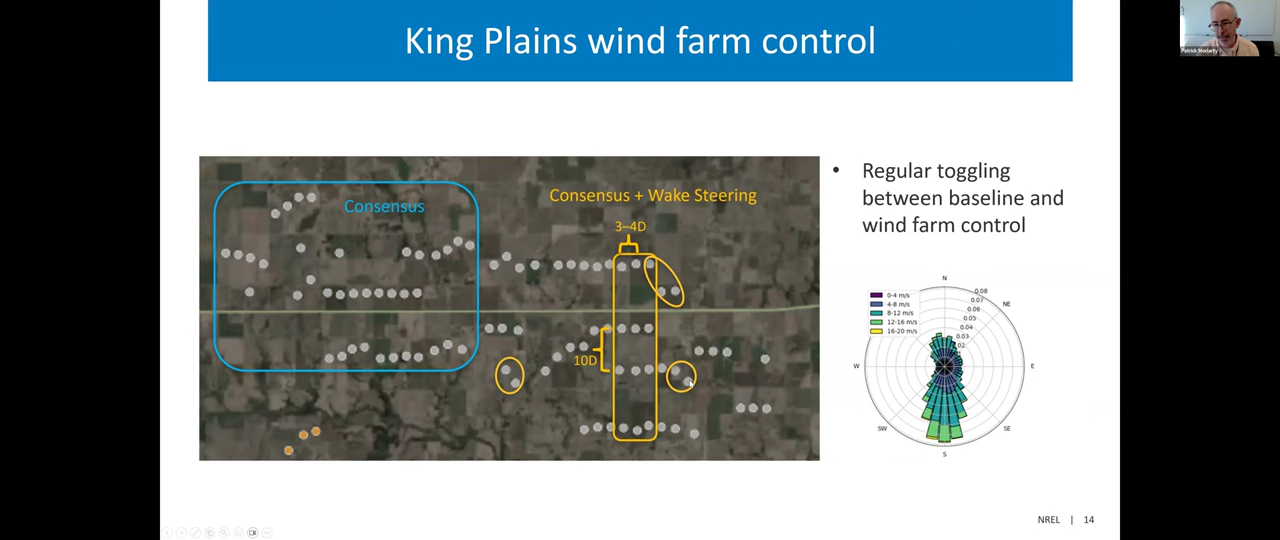 King Plains wind farm control
Patrick Moriarty
Consensus
Consensus + Wake Steering
3–4D
10D
• Regular toggling
between baseline and
wind farm control
N
NE
E
SE
S
SW
W
0-4 m/s
4-8 m/s
8-12 m/s
12-16 m/s
16-20 m/s
0.08
0.07
0.06
0.05
0.04
0.03
NREL | 14